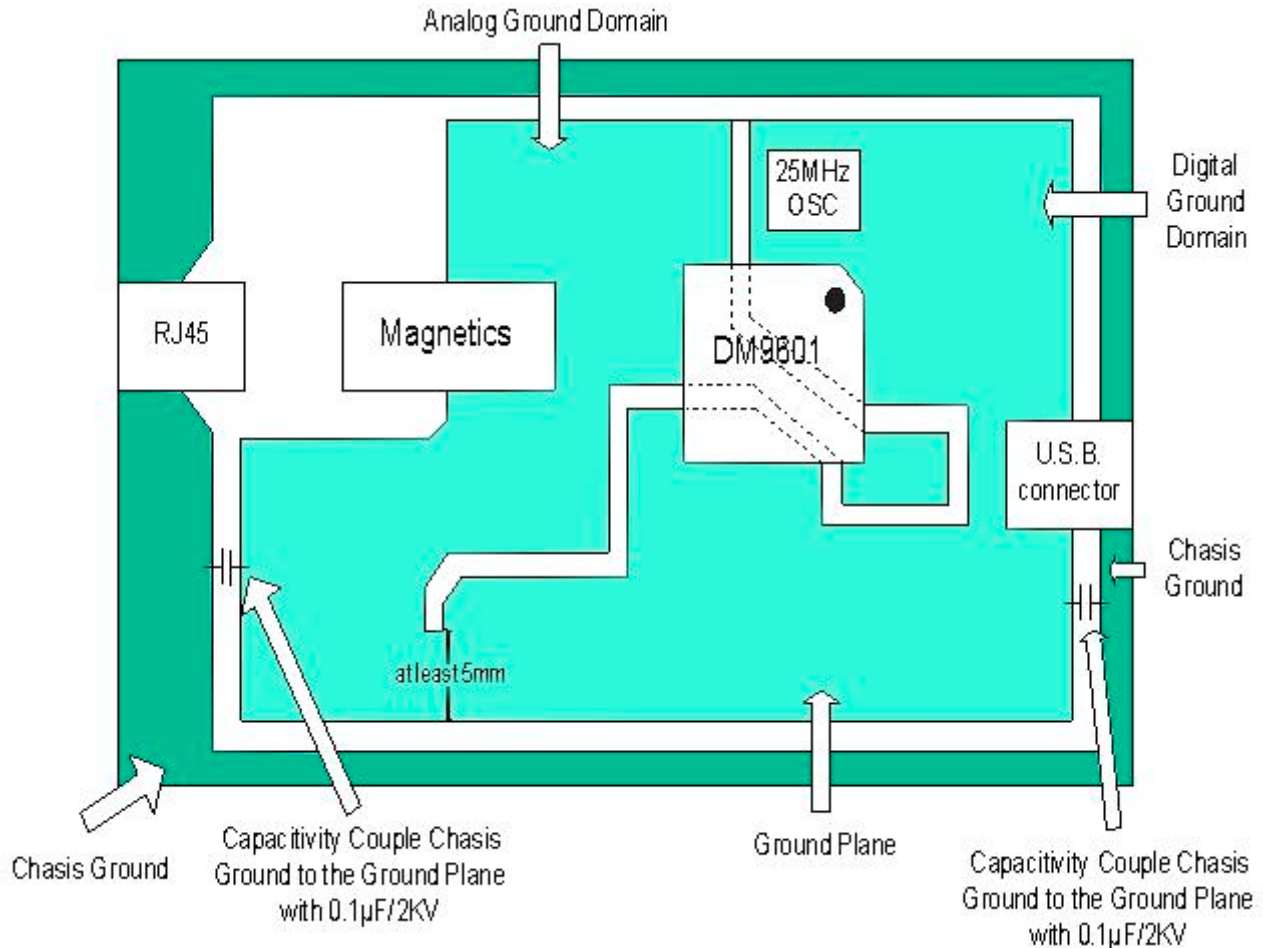 Analog Ground Domain
25MHz
OSC
Digital
Ground
Domain
RJ45
Magnetics
DM9601
U.S.B.
connector
Chasis
Ground
atleast5mm
Chasis Ground
Capacitivity Couple Chasis
Ground to the Ground Plane
with 0.1µF/2KV
Ground Plane
Capacitivity Couple Chasis
Ground to the Ground Plane
with 0.1µF/2KV